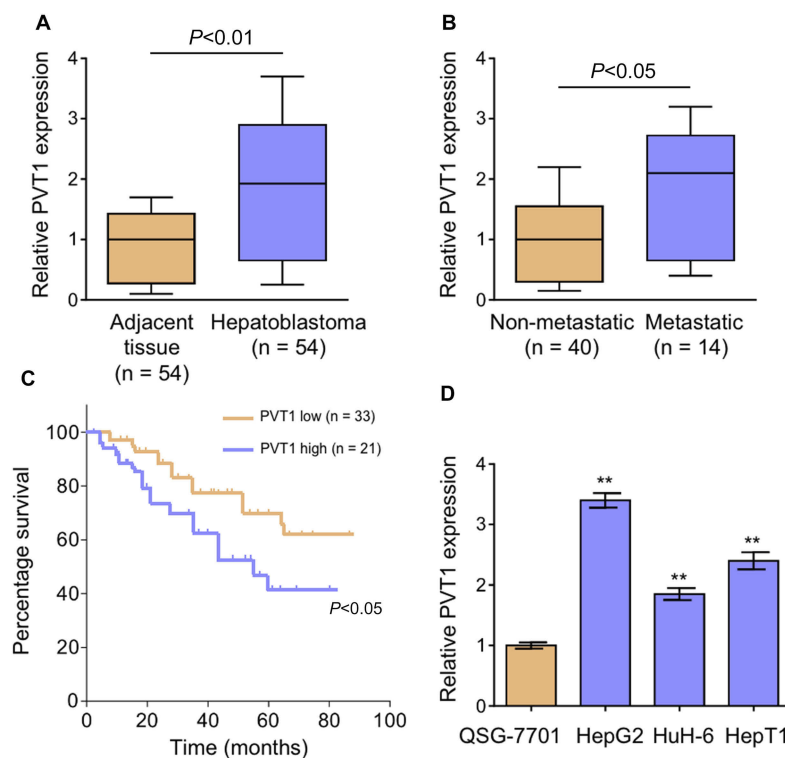 A
P<0.01
Relative PVT1 expression
4
3
2
1
0
Adjacent
tissue
(n = 54)
Hepatoblastoma
(n = 54)
B
P<0.05
Relative PVT1 expression
4
3
2
1
0
Non-metastatic
(n = 40)
Metastatic
(n = 14)
C
PVT1 low (n = 33)
PVT1 high (n = 21)
Percentage survival
100
80
60
40
20
0
P<0.05
0 20 40 60 80 100
Time (months)
D
Relative PVT1 expression
4
3
2
1
0
**
**
**
QSG-7701 HepG2 HuH-6 HepT1